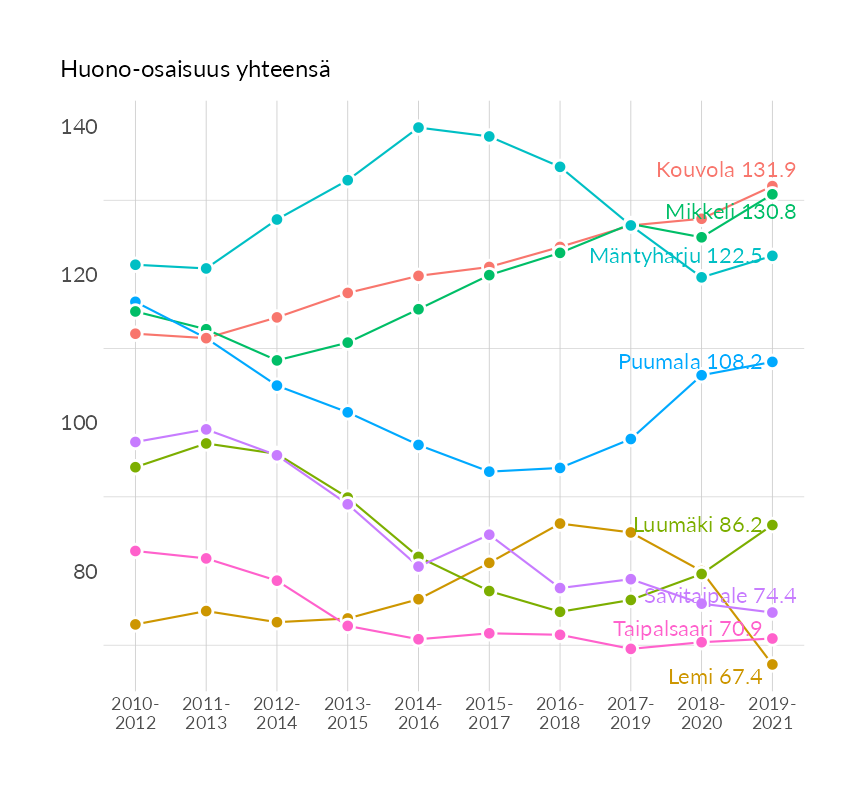 Huono-osaisuus yhteensä
140
Kouvola 131.9
Mikkeli 130.8
Mäntyharju 122.5
120
Puumala 108.2
100
Luumäki 86.2
80
Savitaipale 74.4
Taipalsaari 70.9
Lemi 67.4
2010- 2011- 2012- 2013- 2014- 2015- 2016- 2017- 2018- 2019-
2012 2013 2014 2015 2016 2017 2018 2019 2020 2021